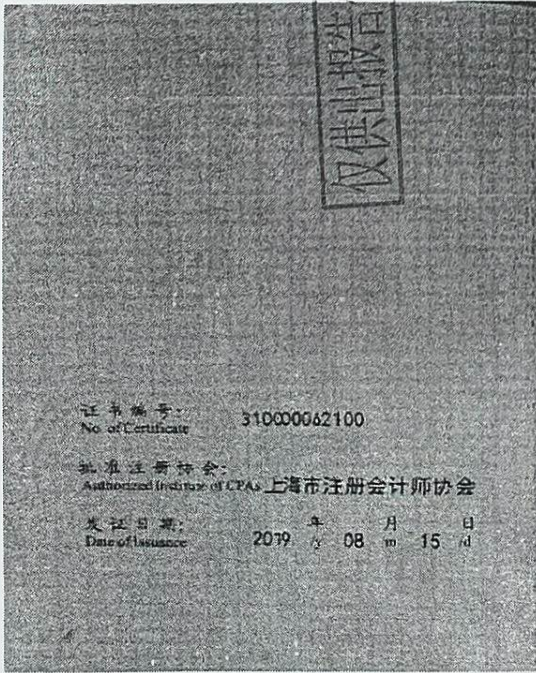 仅供出报告
证书编号: 310000062100
No. of Certificate
批准注册协会: 上海市注册会计师协会
Authorized Institute of CPAs
发证日期: 2019 年 08 月 15 日
Date of Issuance /y /m /d